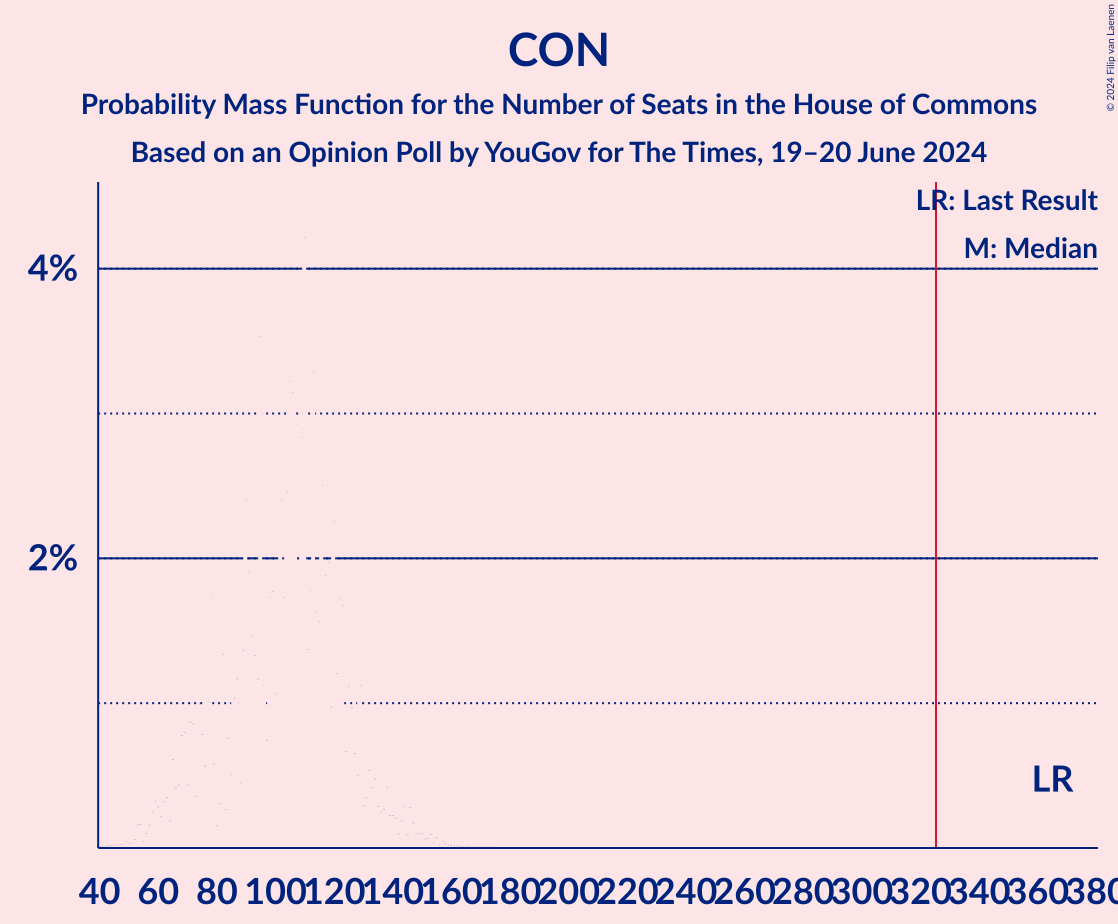 CON
Probability Mass Function for the Number of Seats in the House of Commons
Based on an Opinion Poll by YouGov for The Times, 19–20 June 2024
© 2024 Filip van Laenen
LR: Last Result
M: Median
4%
2%
LR
40 60 80 100 120 140 160 180 200 220 240 260 280 300 320 340 360 380